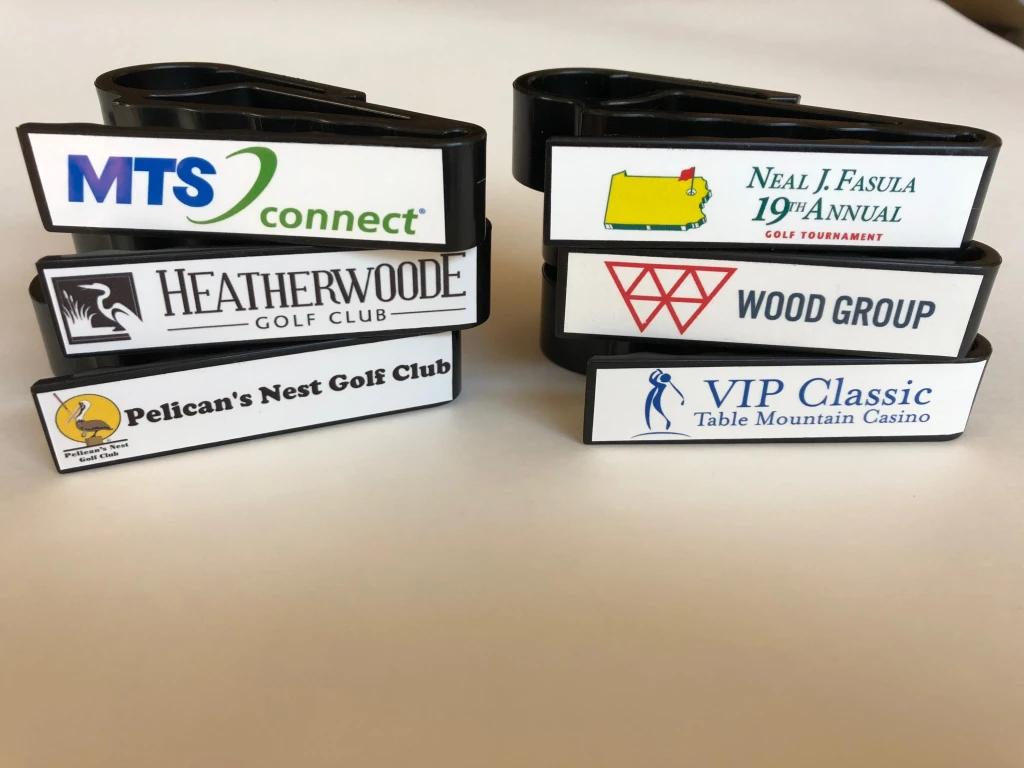 MTS
connect®
HEATHERWOODE
GOLF CLUB
Pelican's Nest Golf Club
Pelican's Nest
Golf Club
NEAL J. FASULA
19TH ANNUAL
GOLF TOURNAMENT
WOOD GROUP
VIP Classic
Table Mountain Casino